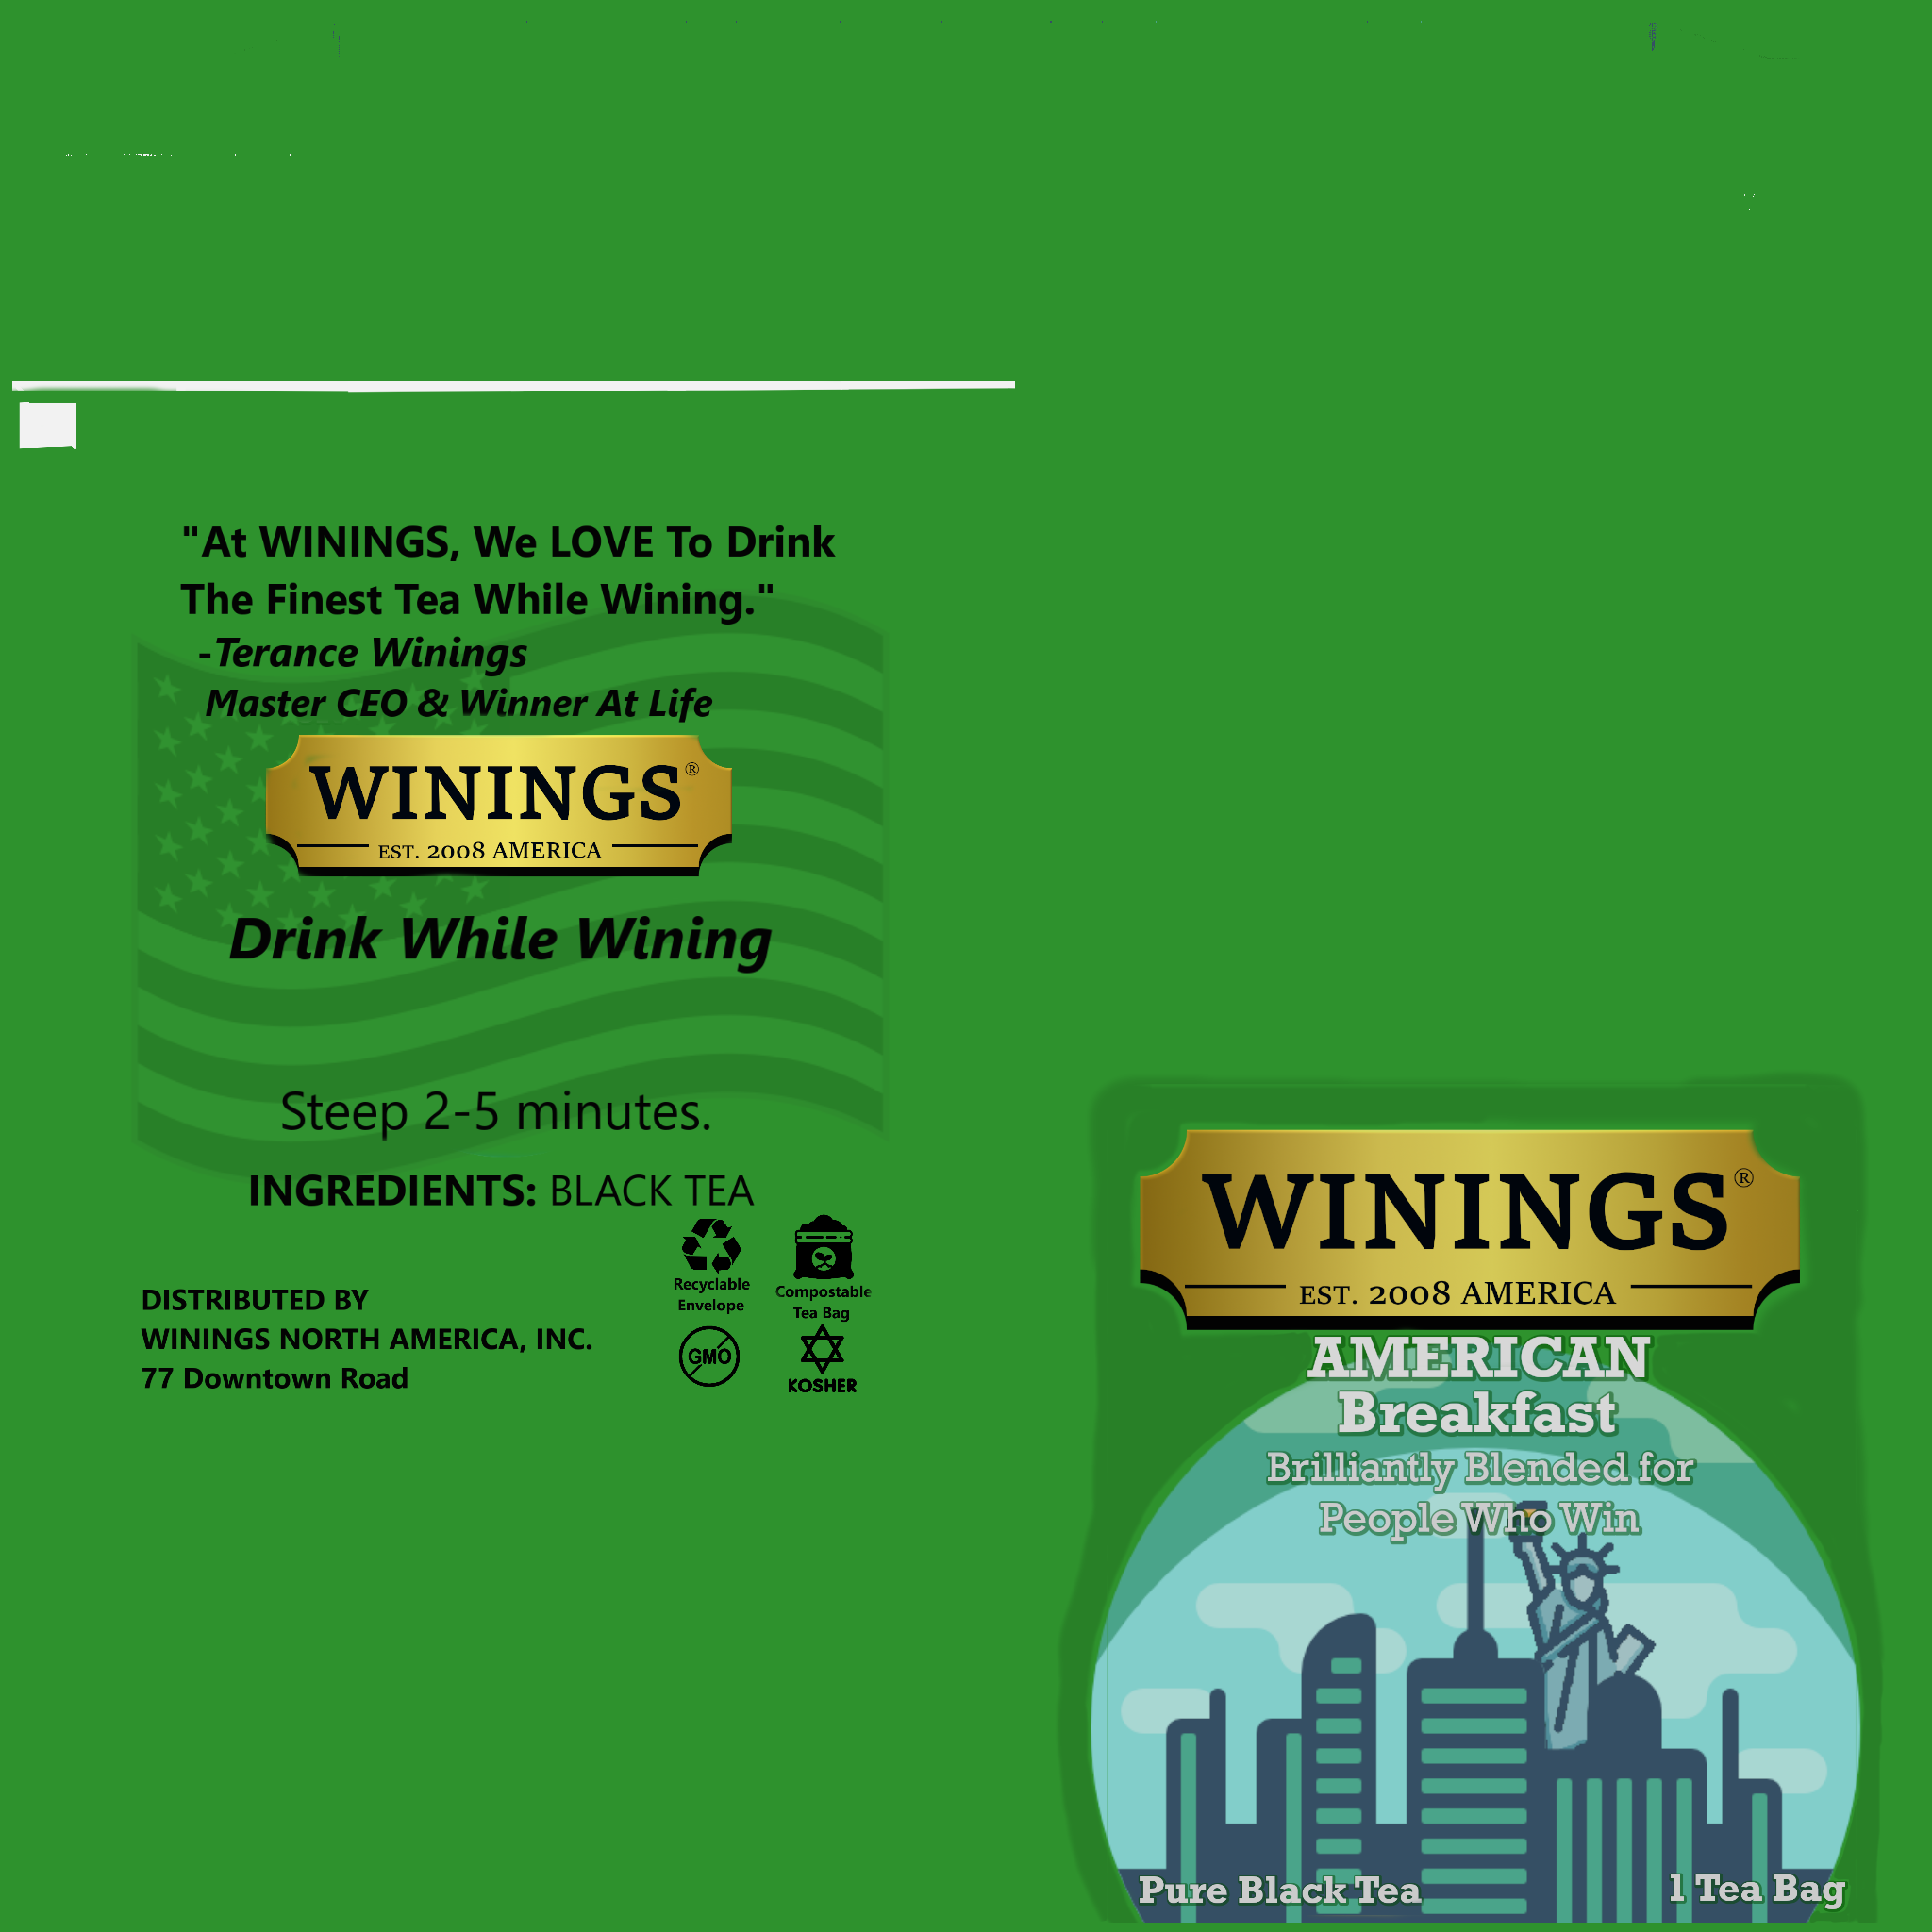 "At WININGS, We LOVE To Drink
The Finest Tea While Wining."
-Terance Winings
Master CEO & Winner At Life
WININGS®
EST. 2008 AMERICA
Drink While Wining
Steep 2-5 minutes.
INGREDIENTS: BLACK TEA
Recyclable
Envelope
Compostable
Tea Bag
GMO
KOSHER
DISTRIBUTED BY
WININGS NORTH AMERICA, INC.
77 Downtown Road
WININGS®
EST. 2008 AMERICA
AMERICAN
Breakfast
Brilliantly Blended for
People Who Win
Pure Black Tea
1 Tea Bag